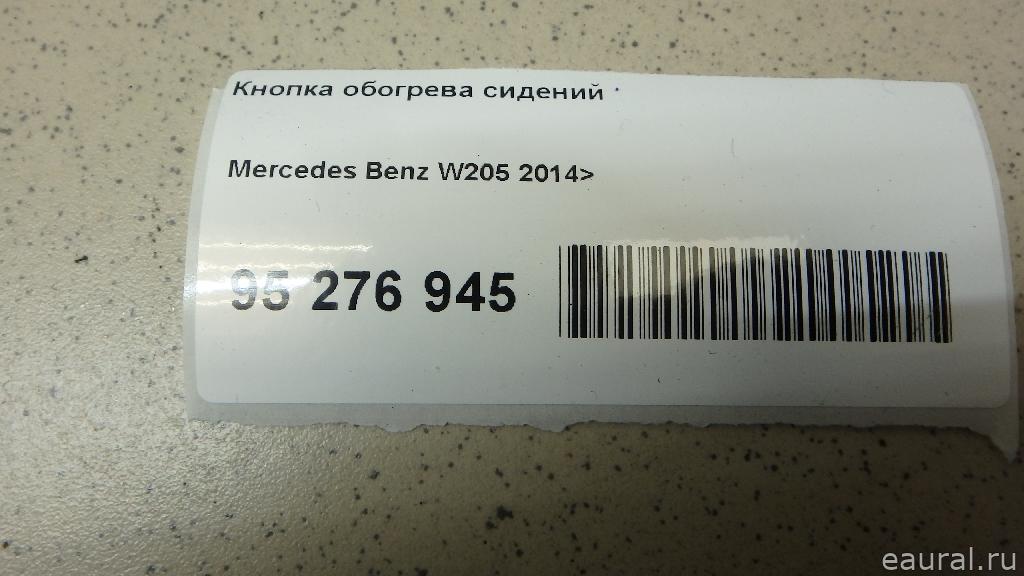 Кнопка обогрева сидений
Mercedes Benz W205 2014>
95 276 945
eaural.ru